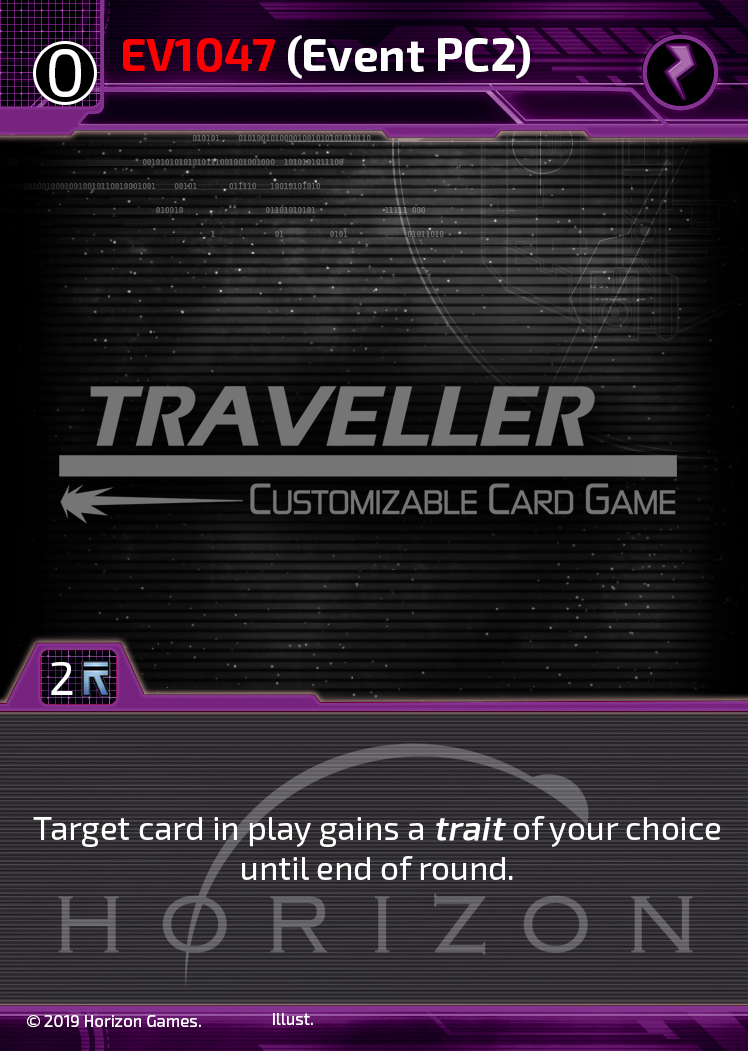 0
EV1047 (Event PC2)
TRAVELLER
CUSTOMIZABLE CARD GAME
2
Target card in play gains a trait of your choice
until end of round.
HORIZON
© 2019 Horizon Games.
Illust.